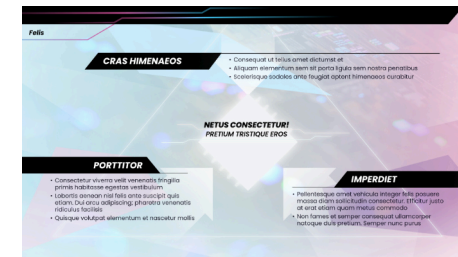 Felis
CRAS HIMENAEOS
• Consequat ut tellus amet dictumst et
• Aliquam elementum sem sit porta ligula sem nostra penatibus
• Scelerisque sodales ante feugiat aptent himenaeos curabitur
NETUS CONSECTETUR!
PRETIUM TRISTIQUE EROS
PORTTITOR
• Consectetur viverra velit venenatis fringilla
primis habitasse egestas vestibulum
• Lobortis aenean nisl felis ante suscipit quis
etiam. Dui arcu adipiscing; pharetra venenatis
ridiculus facilisis
• Quisque volutpat elementum et nascetur mollis
IMPERDIET
• Pellentesque amet vehicula integer felis posuere
massa diam sollicitudin consectetur. Efficitur justo
at erat etiam quam metus commodo
• Non fames et semper consequat ullamcorper
natoque duis pretium. Semper nunc purus